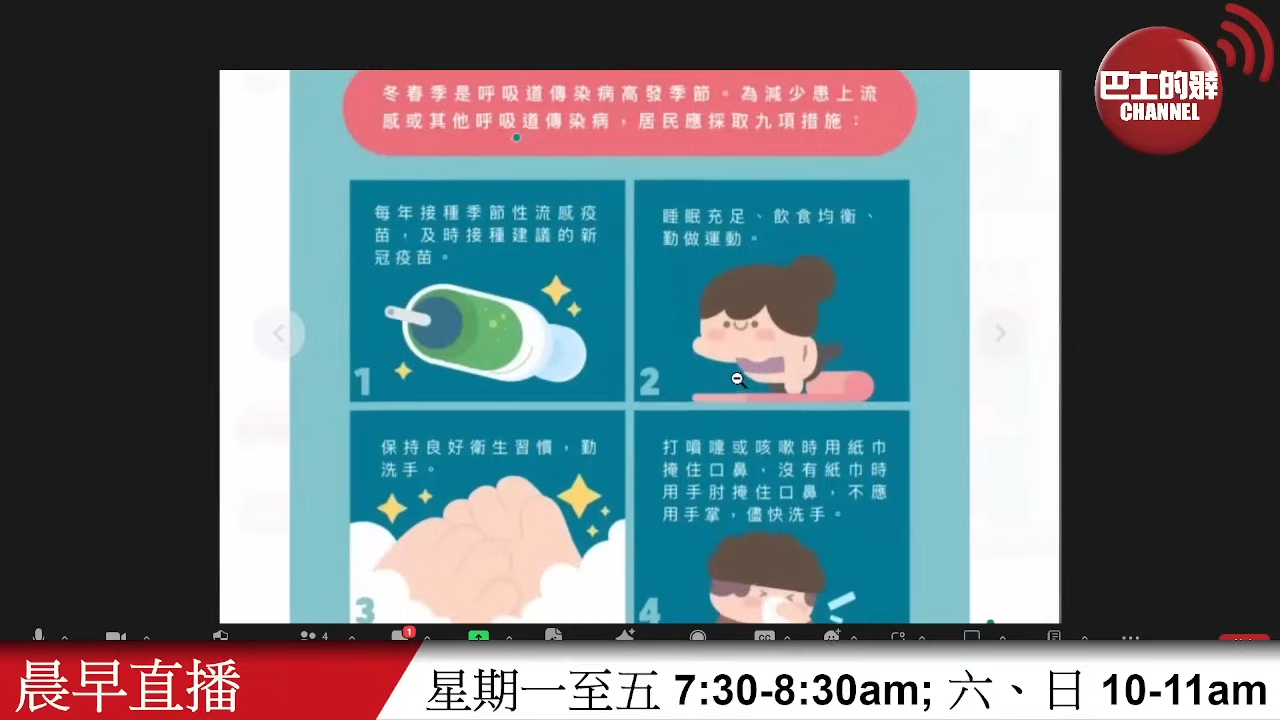 巴士的報
CHANNEL
冬春季是呼吸道傳染病高發季節。為減少患上流
感或其他呼吸道傳染病，居民應採取九項措施：
每年接種季節性流感疫
苗，及時接種建議的新
冠疫苗。
1
睡眠充足、飲食均衡、
勤做運動。
2
保持良好衛生習慣，勤
洗手。
3
打噴嚏或咳嗽時用紙巾
掩住口鼻，沒有紙巾時
用手肘掩住口鼻，不應
用手掌，儘快洗手。
4
4
1
晨早直播
星期一至五 7:30-8:30am; 六、日 10-11am